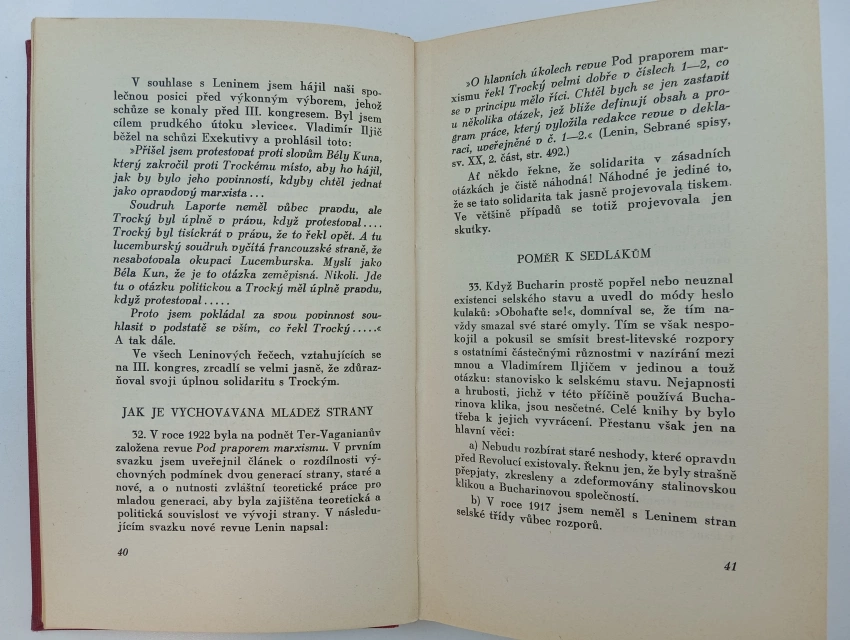 V souhlase s Leninem jsem hájil naši spo-
lečnou posici před výkonným výborem, jehož
schůze se konaly před III. kongresem. Byl jsem
cílem prudkého útoku »levice«. Vladimír Iljič
běžel na schůzi Exekutivy a prohlásil toto:
»Přišel jsem protestovat proti slovům Bély Kuna,
který zakročil proti Trockému místo, aby ho hájil,
jak by bylo jeho povinností, kdyby chtěl jednat
jako opravdový marxista . . .
Soudruh Laporte neměl vůbec pravdu, ale
Trocký byl úplně v právu, když protestoval . . . .
Trocký byl tisíckrát v právu, že to řekl opět. A tu
lucemburský soudruh vyčítá francouzské straně, že
nesabotovala okupaci Lucemburska. Myslí jako
Béla Kun, že je to otázka zeměpisná. Nikoli. Jde
tu o otázku politickou a Trocký měl úplně pravdu,
když protestoval . . . . .
Proto jsem pokládal za svou povinnost sou-
hlasit v podstatě se vším, co řekl Trocký . . . . .«
A tak dále.
Ve všech Leninových řečech, vztahujících se
na III. kongres, zrcadlí se velmi jasně, že zdůraz-
ňoval svoji úplnou solidaritu s Trockým.
JAK JE VYCHOVÁVÁNA MLÁDEŽ STRANY
32. V roce 1922 byla na podnět Ter-Vaganianův
založena revue Pod praporem marxismu. V prvním
svazku jsem uveřejnil článek o rozdílnosti vý-
chovných podmínek dvou generací strany, staré a
nové, a o nutnosti zvláštní teoretické práce pro
mladou generaci, aby byla zajištěna teoretická a
politická souvislost ve vývoji strany. V následu-
jícím svazku nové revue Lenin napsal:
40
»O hlavních úkolech revue Pod praporem mar-
xismu řekl Trocký velmi dobře v číslech 1—2, co
se v principu mělo říci. Chtěl bych se jen zastavit
u několika otázek, jež blíže definují obsah a pro-
gram práce, který vyložila redakce revue v dekla-
raci, uveřejněné v č. 1—2.« (Lenin, Sebrané spisy,
sv. XX, 2. část, str. 492.)
Ať někdo řekne, že solidarita v zásadních
otázkách je čistě náhodná! Náhodné je jediné to,
že se tato solidarita tak jasně projevovala tiskem.
Ve většině případů se totiž projevovala jen
skutky.
POMĚR K SEDLÁKŮM
33. Když Bucharin prostě popřel nebo neuznal
existenci selského stavu a uvedl do módy heslo
kulaků: »Obohaťte se!«, domníval se, že tím na-
vždy smazal své staré omyly. Tím se však nespo-
kojil a pokusil se smísit brest-litevské rozpory
s ostatními částečnými různostmi v nazírání mezi
mnou a Vladimírem Iljičem v jedinou a touž
otázku: stanovisko k selskému stavu. Nejapnosti
a hrubosti, jichž v této příčině používá Bucha-
rinova klika, jsou nesčetné. Celé knihy by bylo
třeba k jejich vyvrácení. Přestanu však jen na
hlavní věci:
a) Nebudu rozbírat staré neshody, které opravdu
před Revolucí existovaly. Řeknu jen, že byly strašně
přepjaty, zkresleny a zdeformovány stalinovskou
klikou a Bucharinovou společností.
b) V roce 1917 jsem neměl s Leninem stran
selské třídy vůbec rozporů.
41